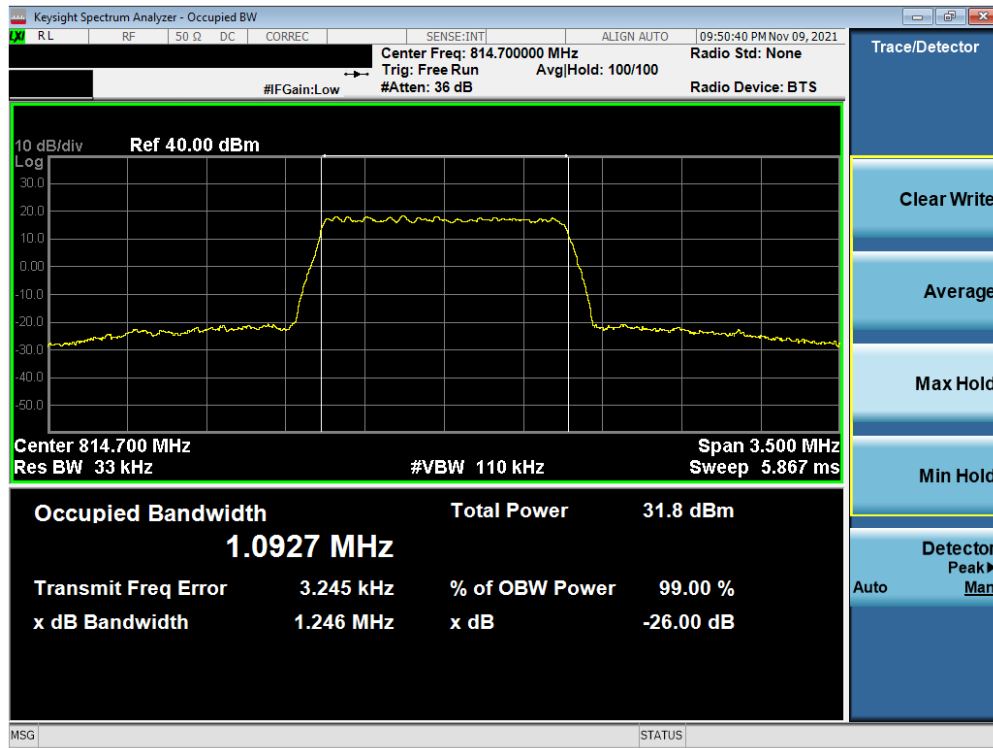 Keysight Spectrum Analyzer - Occupied BW
LXI RL RF 50 Ω DC CORREC SENSE:INT ALIGN AUTO 09:50:40 PM Nov 09, 2021
Center Freq: 814.700000 MHz Radio Std: None
Trig: Free Run Avg|Hold: 100/100
#IFGain:Low #Atten: 36 dB Radio Device: BTS
10 dB/div Ref 40.00 dBm
Log
30.0
20.0
10.0
0.00
-10.0
-20.0
-30.0
-40.0
-50.0
Center 814.700 MHz Span 3.500 MHz
Res BW 33 kHz #VBW 110 kHz Sweep 5.867 ms
Occupied Bandwidth Total Power 31.8 dBm
1.0927 MHz
Transmit Freq Error 3.245 kHz % of OBW Power 99.00 %
x dB Bandwidth 1.246 MHz x dB -26.00 dB
Trace/Detector
Clear Write
Average
Max Hold
Min Hold
Detector
Peak▶
Auto Man
MSG STATUS